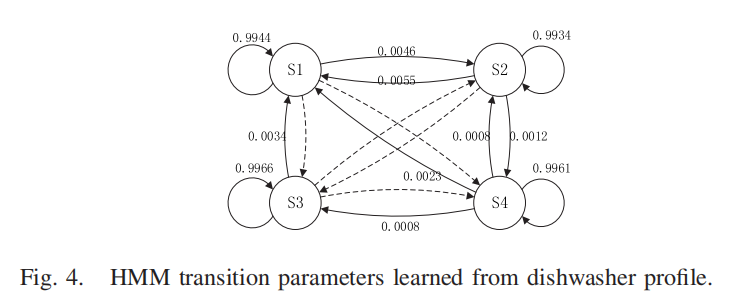 0.9944
0.9934
0.0046
S1
S2
0.0055
0.0034
0.0008
0.0012
0.9966
0.9961
0.0023
S3
S4
0.0008
Fig. 4. HMM transition parameters learned from dishwasher profile.